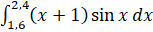 ∫_{1,6}^{2,4}(x + 1) sin x dx